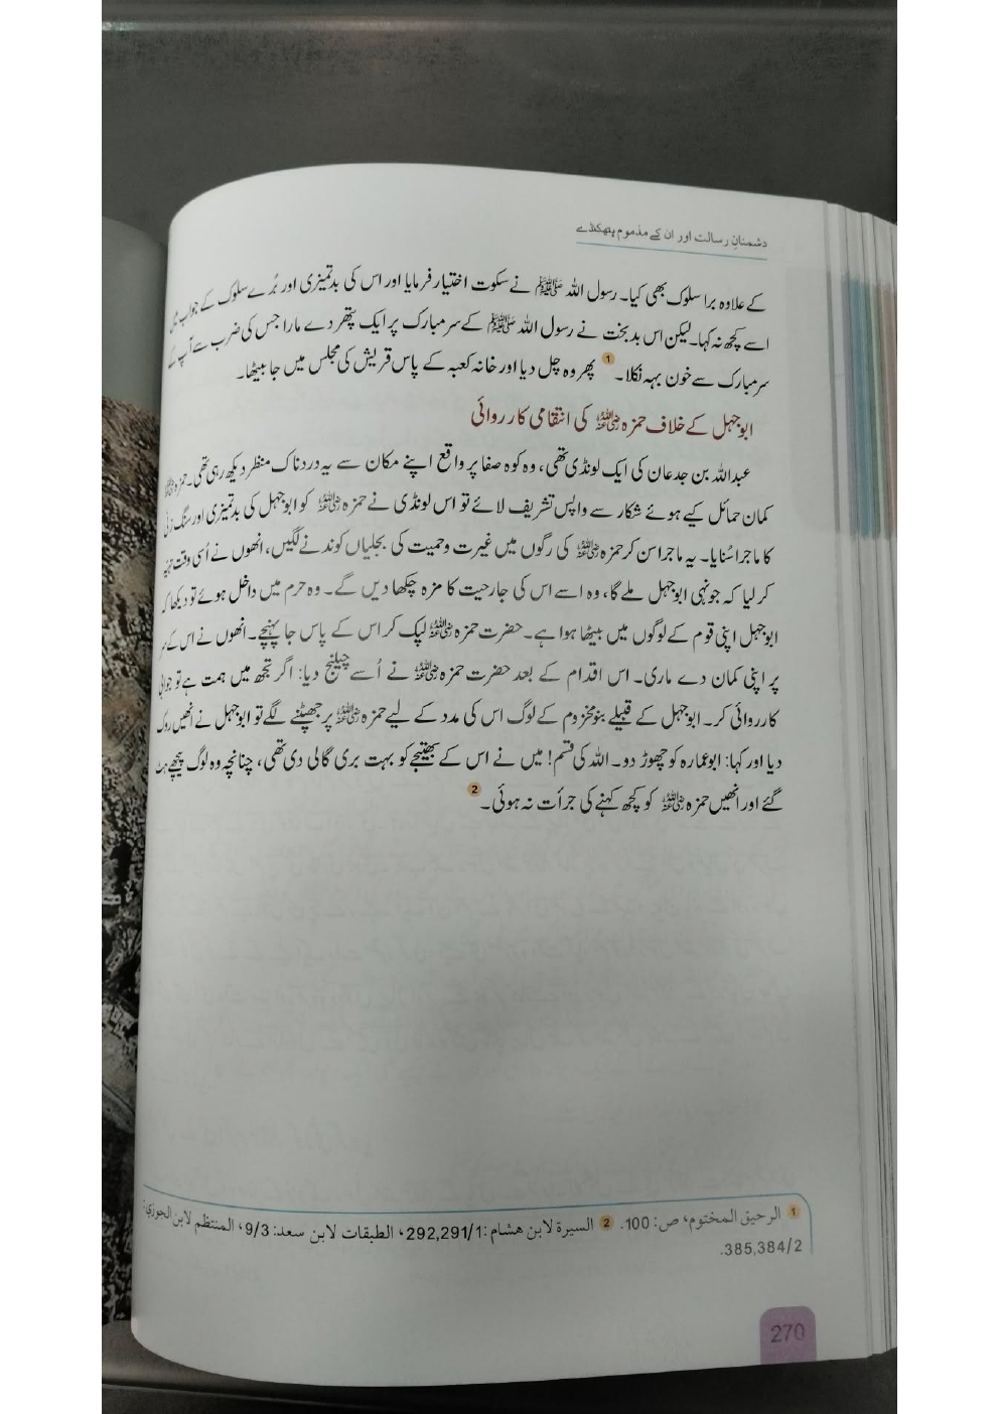 دشمنانِ رسالت اور ان کے مذموم ہتھکنڈے
کے علاوہ برا سلوک بھی کیا۔ رسول اللہ ﷺ نے سکوت اختیار فرمایا اور اس کی بدتمیزی اور بُرے سلوک کے جواب میں
اسے کچھ نہ کہا۔ لیکن اس بدبخت نے رسول اللہ ﷺ کے سر مبارک پر ایک پتھر دے مارا جس کی ضرب سے آپ کے
سر مبارک سے خون بہہ نکلا۔ 1 پھر وہ چل دیا اور خانہ کعبہ کے پاس قریش کی مجلس میں جا بیٹھا۔
ابوجہل کے خلاف حمزہ رضی اللہ عنہ کی انتقامی کارروائی
عبداللہ بن جدعان کی ایک لونڈی تھی، وہ کوہ صفا پر واقع اپنے مکان سے یہ دردناک منظر دیکھ رہی تھی۔ حمزہ رضی اللہ عنہ
کمان حمائل کیے ہوئے شکار سے واپس تشریف لائے تو اس لونڈی نے حمزہ رضی اللہ عنہ کو ابوجہل کی بدتمیزی اور سنگ زنی
کا ماجرا سُنایا۔ یہ ماجرا سن کر حمزہ رضی اللہ عنہ کی رگوں میں غیرت وحمیت کی بجلیاں کوندنے لگیں، انھوں نے اُسی وقت تہیہ
کر لیا کہ جونہی ابوجہل ملے گا، وہ اسے اس کی جارحیت کا مزہ چکھا دیں گے۔ وہ حرم میں داخل ہوئے تو دیکھا کہ
ابوجہل اپنی قوم کے لوگوں میں بیٹھا ہوا ہے۔ حضرت حمزہ رضی اللہ عنہ لپک کر اس کے پاس جا پہنچے۔ انھوں نے اس کے سر
پر اپنی کمان دے ماری۔ اس اقدام کے بعد حضرت حمزہ رضی اللہ عنہ نے اُسے چیلنج دیا: اگر تجھ میں ہمت ہے تو جوابی
کارروائی کر۔ ابوجہل کے قبیلے بنو مخزوم کے لوگ اس کی مدد کے لیے حمزہ رضی اللہ عنہ پر جھپٹنے لگے تو ابوجہل نے انھیں روک
دیا اور کہا: ابوعمارہ کو چھوڑ دو۔ اللہ کی قسم! میں نے اس کے بھتیجے کو بہت بری گالی دی تھی، چنانچہ وہ لوگ پیچھے ہٹ
گئے اور انھیں حمزہ رضی اللہ عنہ کو کچھ کہنے کی جرأت نہ ہوئی۔ 2
1 الرحيق المختوم، ص: 100. 2 السيرة لابن هشام: 292,291/1، الطبقات لابن سعد: 9/3، المنتظم لابن الجوزي:
385,384/2.
270